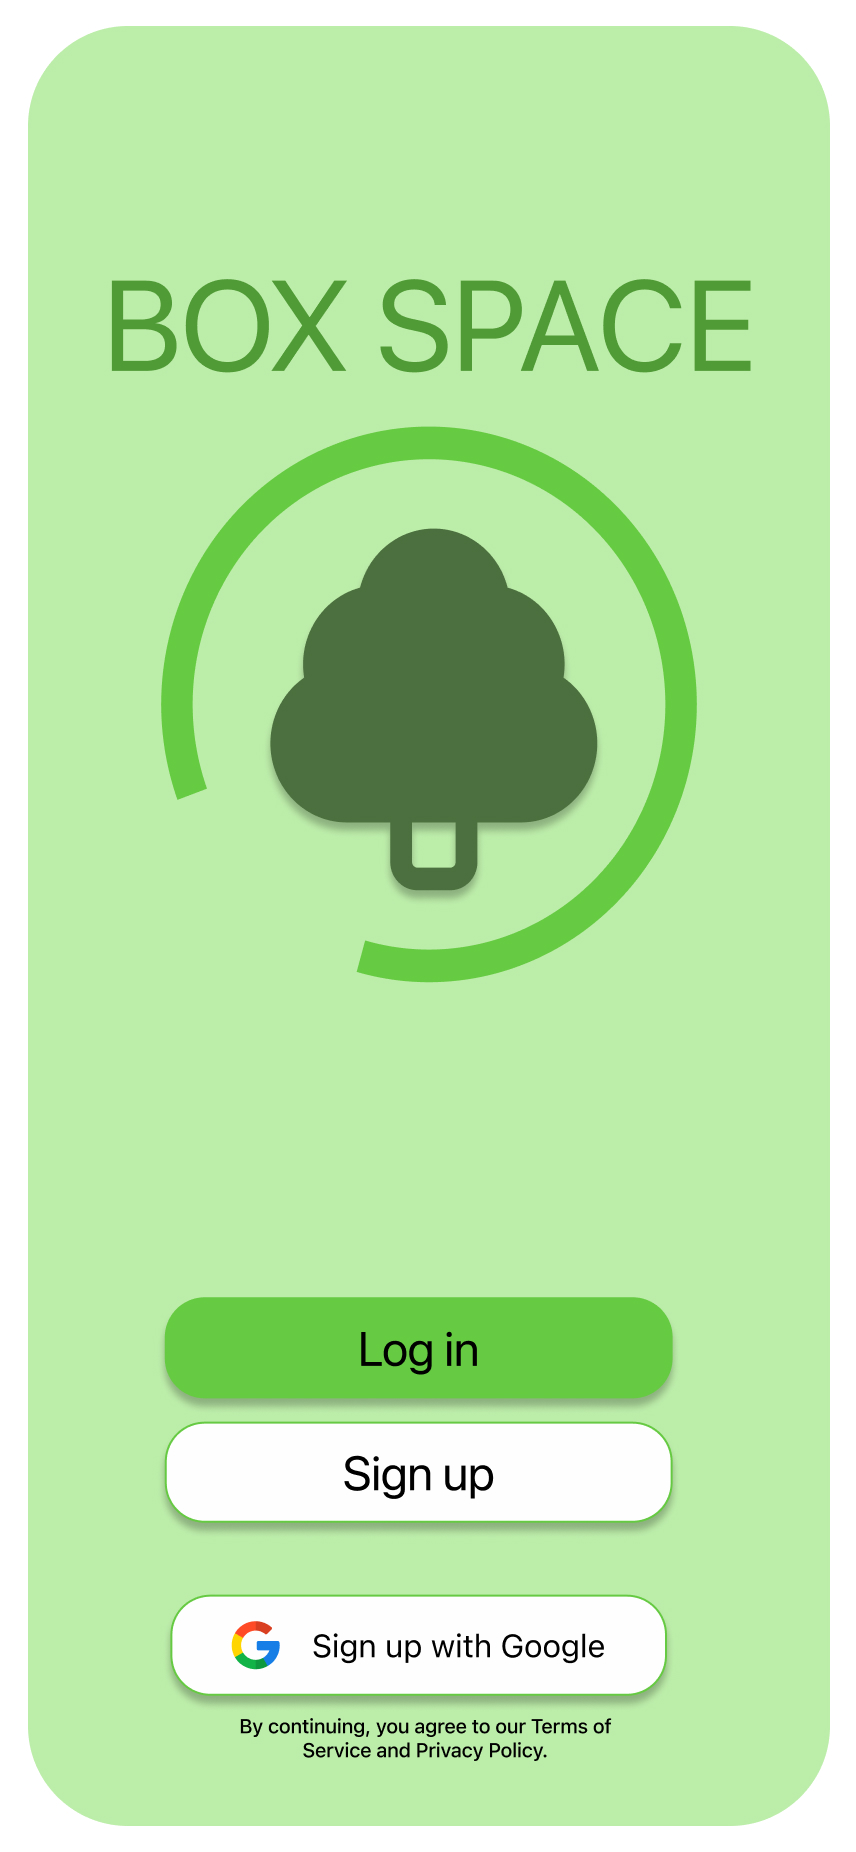 BOX SPACE
Log in
Sign up
Sign up with Google
By continuing, you agree to our Terms of
Service and Privacy Policy.